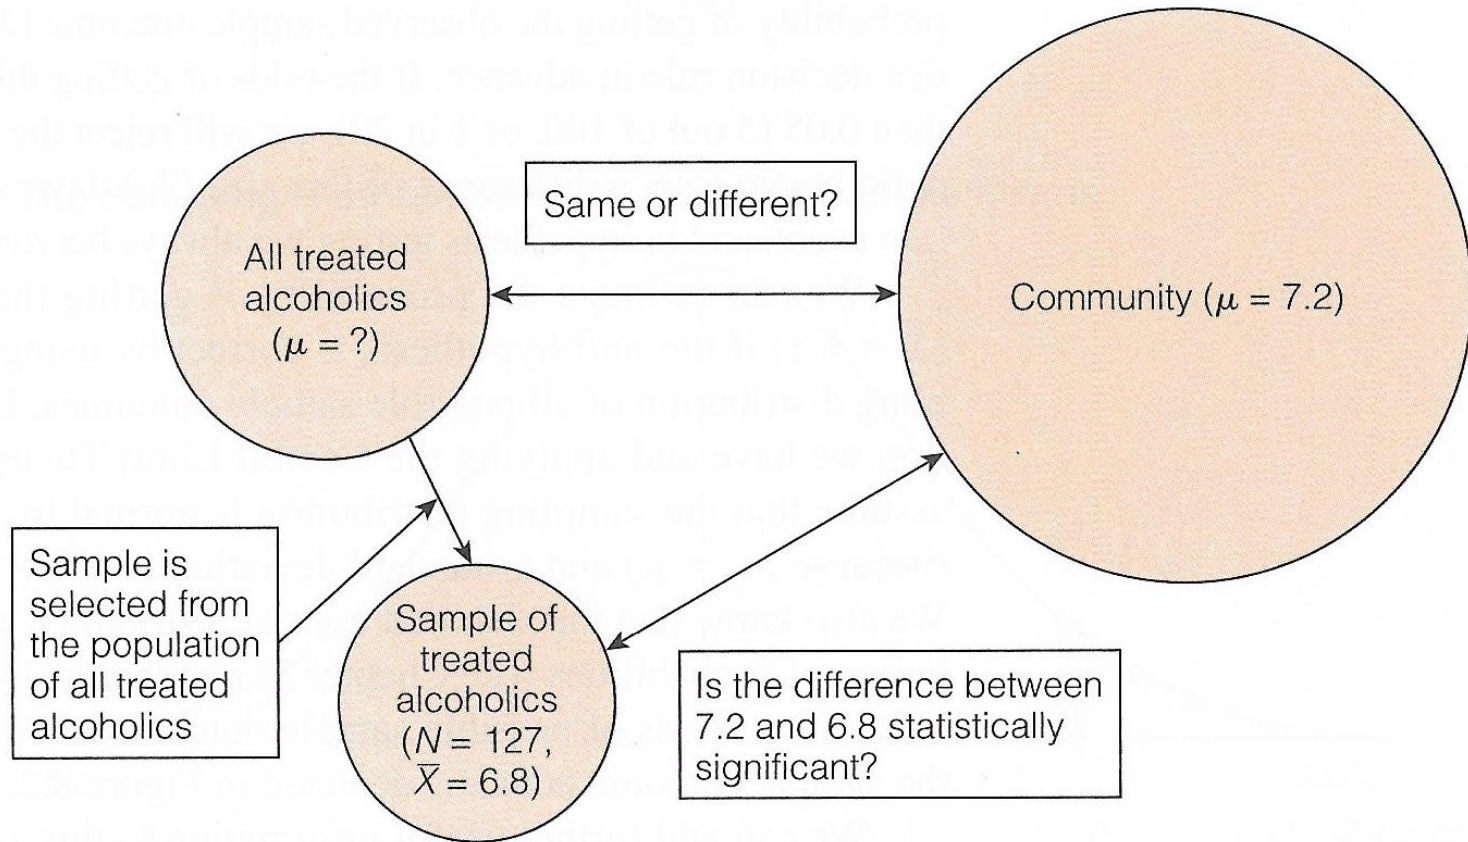 All treated
alcoholics
(μ = ?)
Same or different?
Community (μ = 7.2)
Sample is
selected from
the population
of all treated
alcoholics
Sample of
treated
alcoholics
(N = 127,
X̅ = 6.8)
Is the difference between
7.2 and 6.8 statistically
significant?